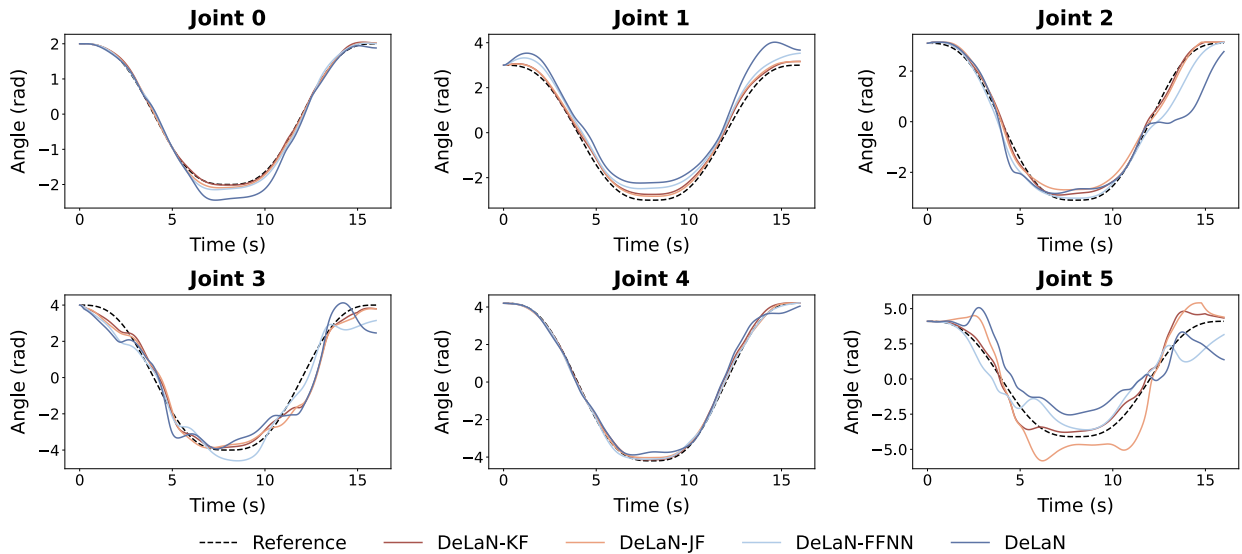 Joint 0
Joint 1
Joint 2
Angle (rad)
2
1
0
−1
−2
0
5
10
15
Time (s)
Angle (rad)
4
2
0
−2
0
5
10
15
Time (s)
Angle (rad)
2
0
−2
0
5
10
15
Time (s)
Joint 3
Joint 4
Joint 5
Angle (rad)
4
2
0
−2
−4
0
5
10
15
Time (s)
Angle (rad)
4
2
0
−2
−4
0
5
10
15
Time (s)
Angle (rad)
5.0
2.5
0.0
−2.5
−5.0
0
5
10
15
Time (s)
Reference DeLaN-KF DeLaN-JF DeLaN-FFNN DeLaN